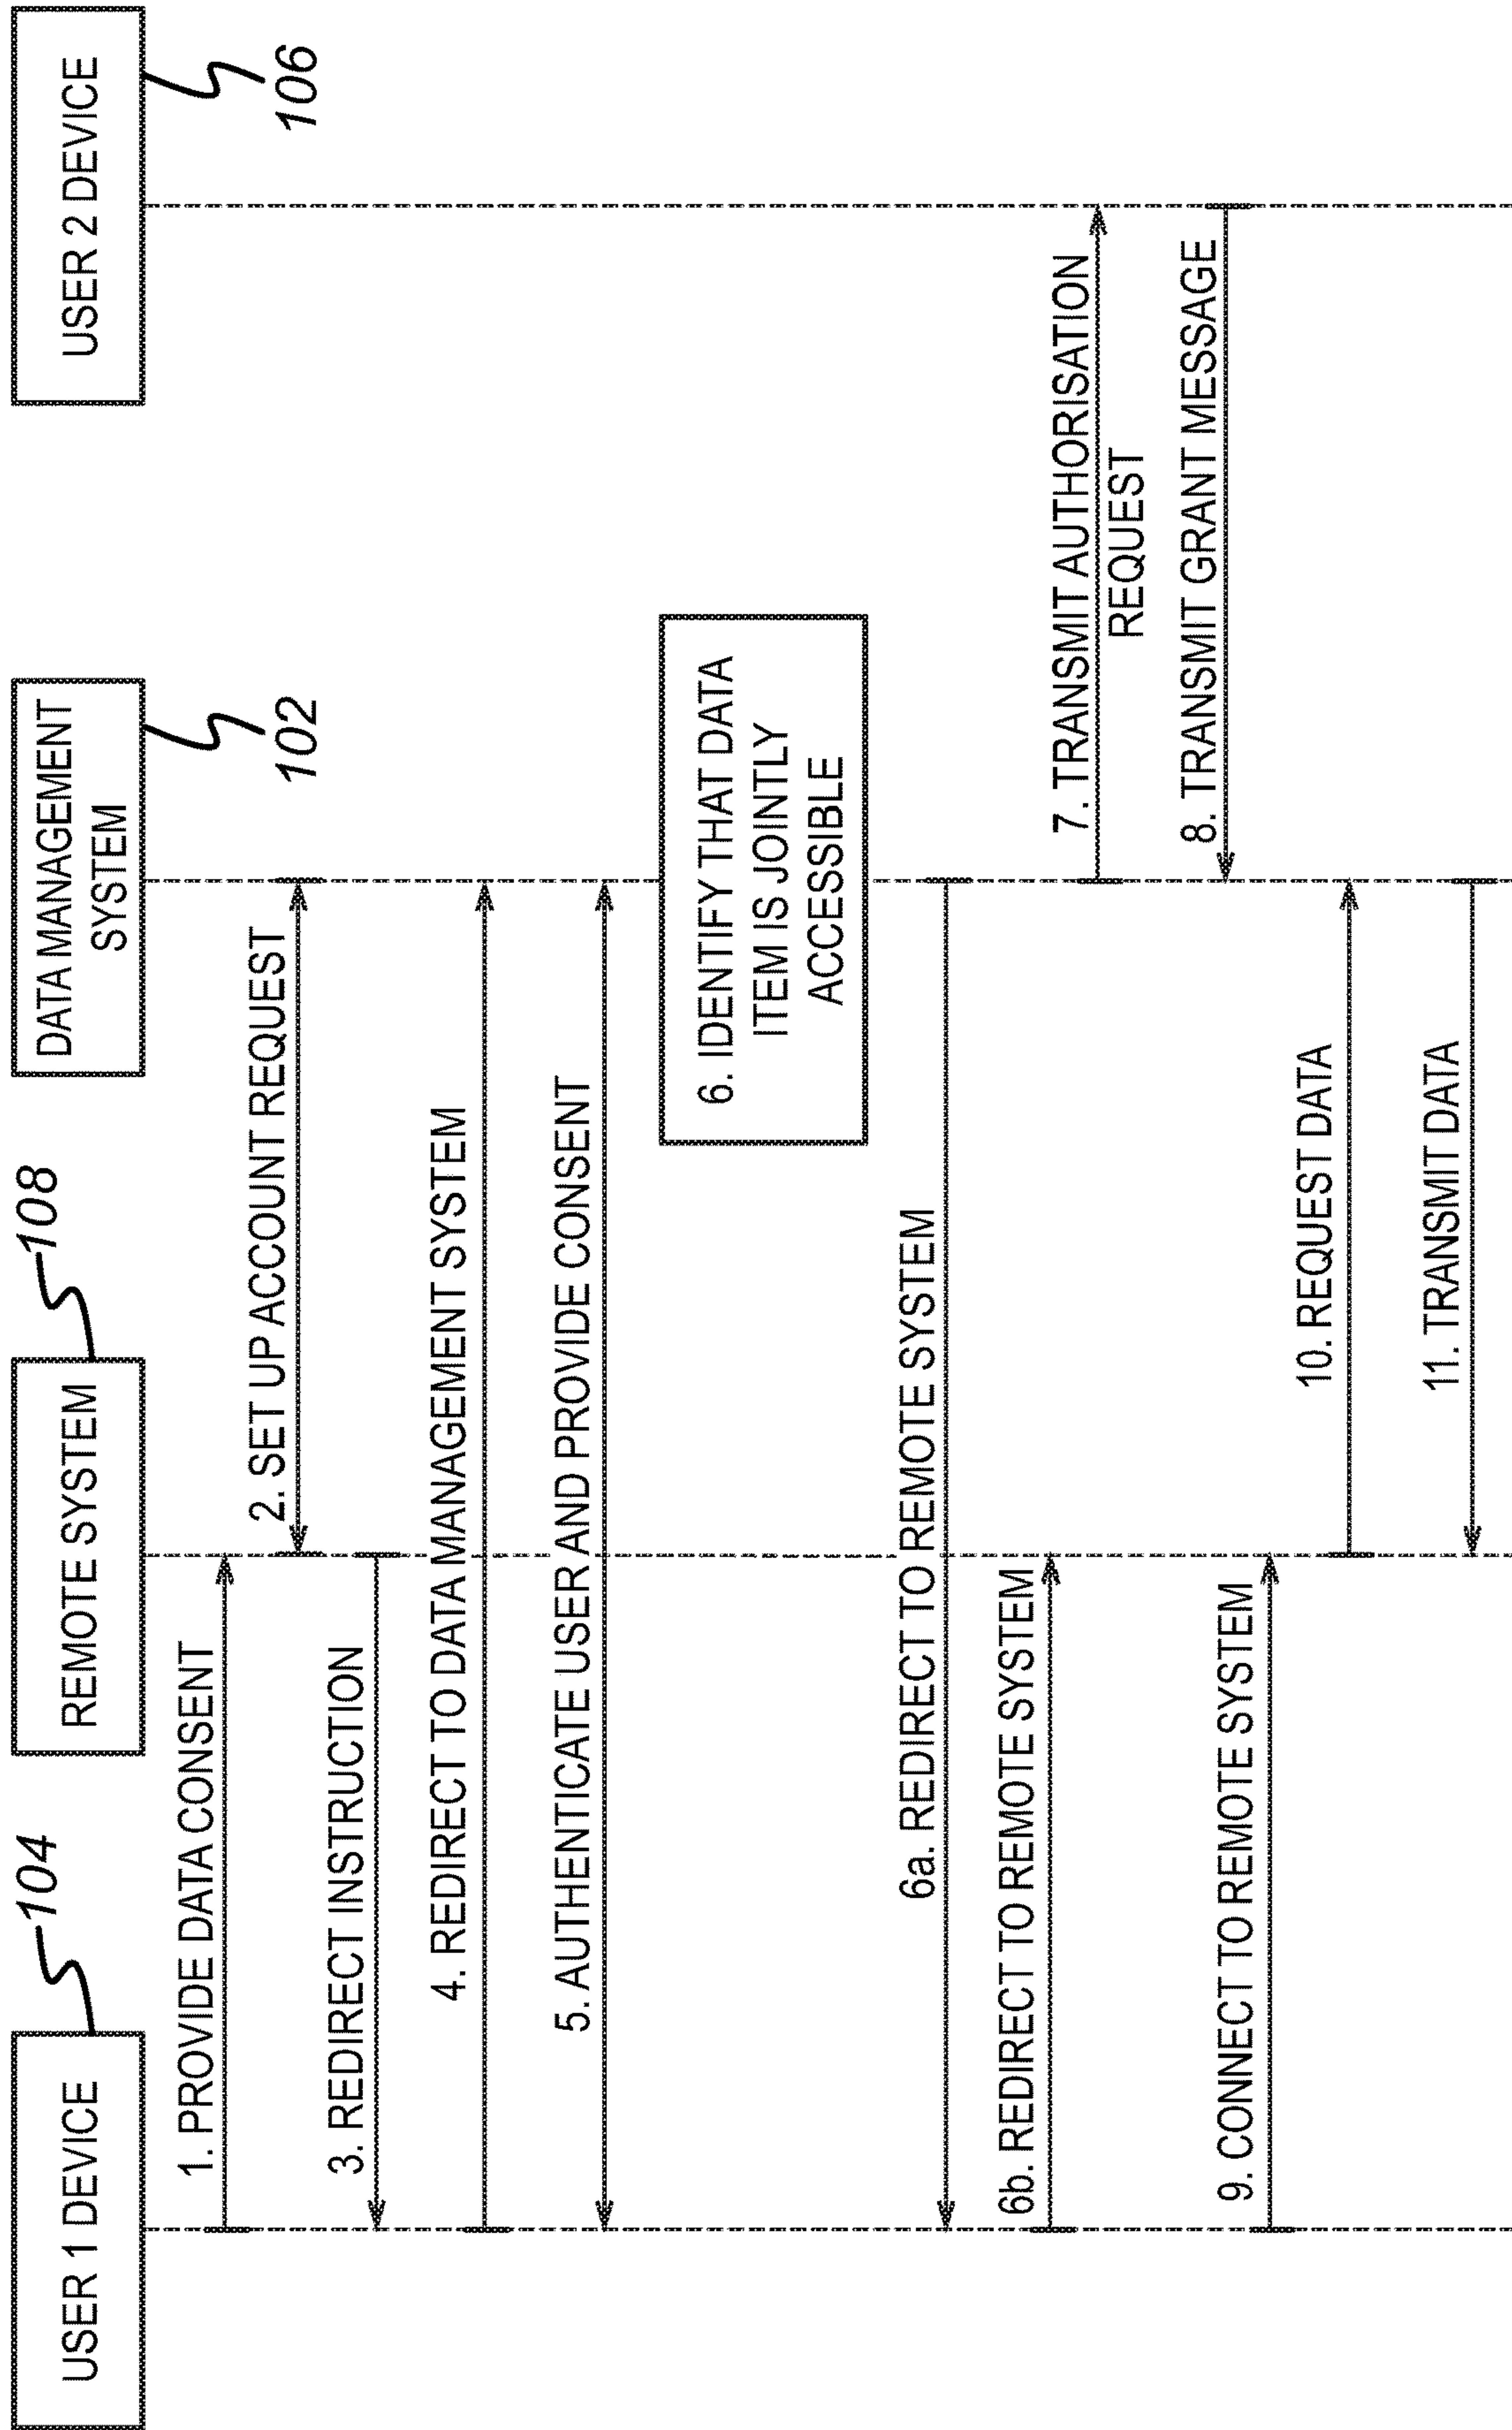 USER 1 DEVICE
104
REMOTE SYSTEM
108
DATA MANAGEMENT
SYSTEM
102
USER 2 DEVICE
106
1. PROVIDE DATA CONSENT
2. SET UP ACCOUNT REQUEST
3. REDIRECT INSTRUCTION
4. REDIRECT TO DATA MANAGEMENT SYSTEM
5. AUTHENTICATE USER AND PROVIDE CONSENT
6. IDENTIFY THAT DATA
ITEM IS JOINTLY
ACCESSIBLE
6a. REDIRECT TO REMOTE SYSTEM
6b. REDIRECT TO REMOTE SYSTEM
7. TRANSMIT AUTHORISATION
REQUEST
8. TRANSMIT GRANT MESSAGE
9. CONNECT TO REMOTE SYSTEM
10. REQUEST DATA
11. TRANSMIT DATA